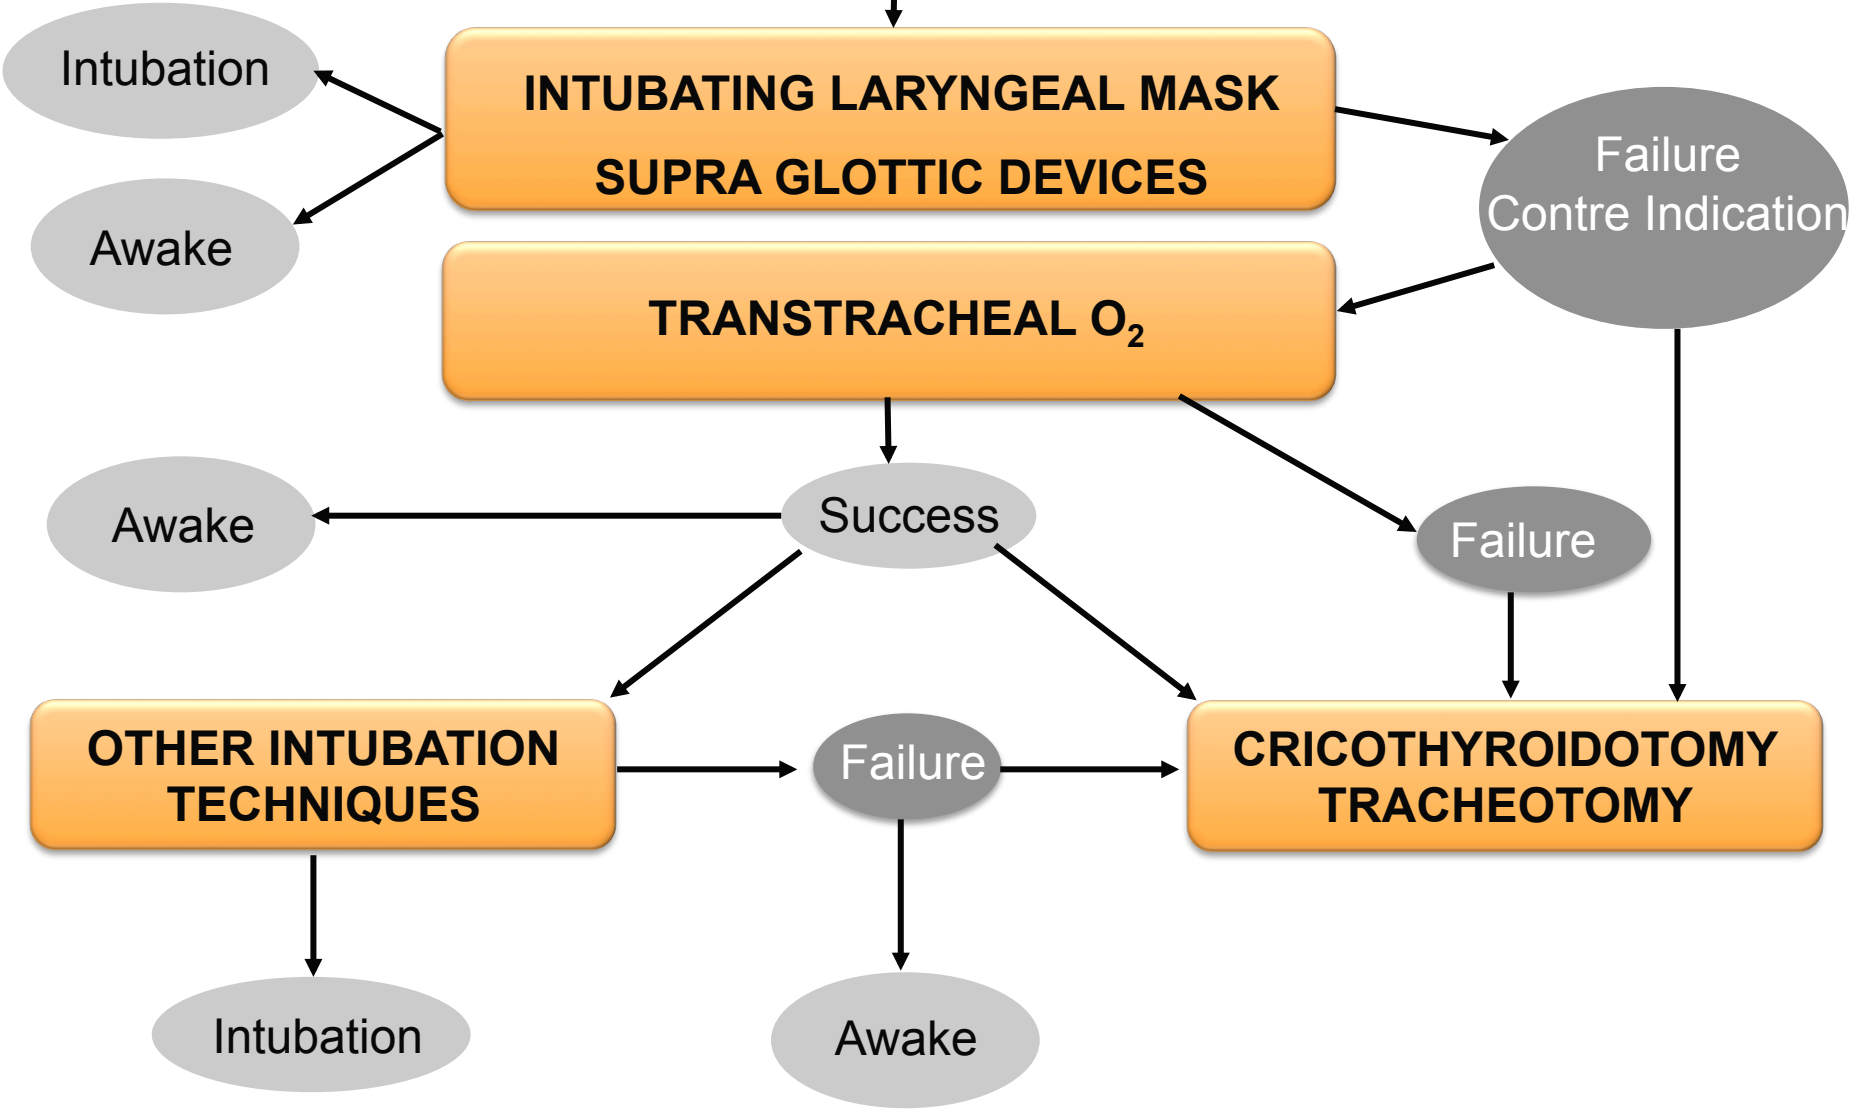 Intubation
INTUBATING LARYNGEAL MASK
SUPRA GLOTTIC DEVICES
Failure
Contre Indication
Awake
TRANSTRACHEAL O₂
Awake
Success
Failure
OTHER INTUBATION
TECHNIQUES
Failure
CRICOTHYROIDOTOMY
TRACHEOTOMY
Intubation
Awake